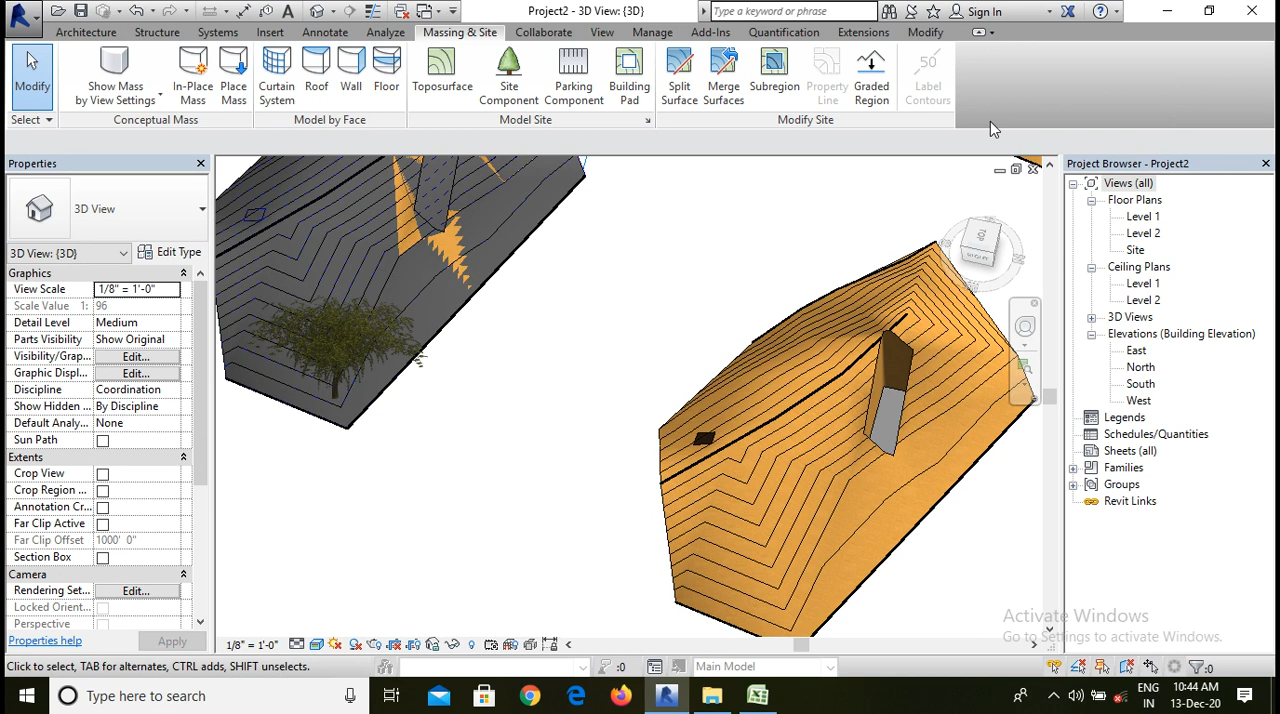 Project2 - 3D View: {3D}
Type a keyword or phrase
Sign In
Architecture Structure Systems Insert Annotate Analyze Massing & Site Collaborate View Manage Add-Ins Quantification Extensions Modify
Modify
Show Mass
by View Settings
In-Place
Mass
Place
Mass
Curtain
System
Roof
Wall
Floor
Toposurface
Site
Component
Parking
Component
Building
Pad
Split
Surface
Merge
Surfaces
Subregion
Property
Line
Graded
Region
50
Label
Contours
Select Conceptual Mass Model by Face Model Site Modify Site
Properties
3D View
3D View: {3D} Edit Type
Graphics
View Scale 1/8" = 1'-0"
Scale Value 1: 96
Detail Level Medium
Parts Visibility Show Original
Visibility/Grap... Edit...
Graphic Displ... Edit...
Discipline Coordination
Show Hidden ... By Discipline
Default Analy... None
Sun Path
Extents
Crop View
Crop Region ...
Annotation Cr...
Far Clip Active
Far Clip Offset 1000' 0"
Section Box
Camera
Rendering Set... Edit...
Locked Orient...
Perspective
Properties help Apply
TOP
Project Browser - Project2
Views (all)
Floor Plans
Level 1
Level 2
Site
Ceiling Plans
Level 1
Level 2
3D Views
Elevations (Building Elevation)
East
North
South
West
Legends
Schedules/Quantities
Sheets (all)
Families
Groups
Revit Links
Activate Windows
Go to Settings to activate Windows.
1/8" = 1'-0"
Click to select, TAB for alternates, CTRL adds, SHIFT unselects.
:0
Main Model
:0
Type here to search
ENG
IN
10:44 AM
13-Dec-20